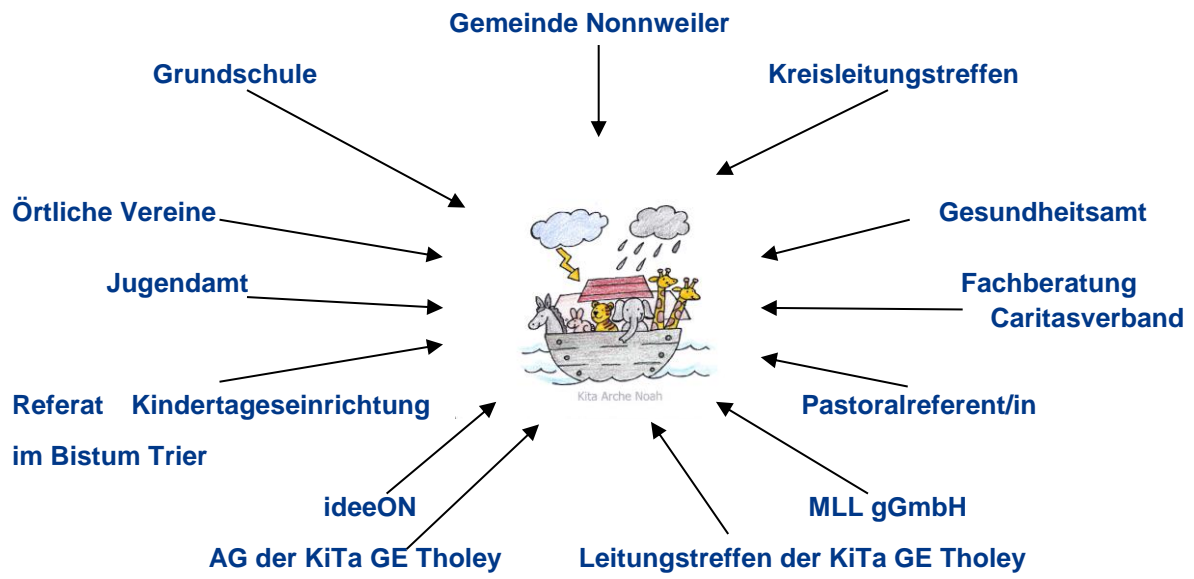 Gemeinde Nonnweiler
Grundschule
Kreisleitungstreffen
Örtliche Vereine
Gesundheitsamt
Jugendamt
Fachberatung
Caritasverband
Kita Arche Noah
Referat Kindertageseinrichtung
im Bistum Trier
Pastoralreferent/in
ideeON
MLL gGmbH
AG der KiTa GE Tholey
Leitungstreffen der KiTa GE Tholey